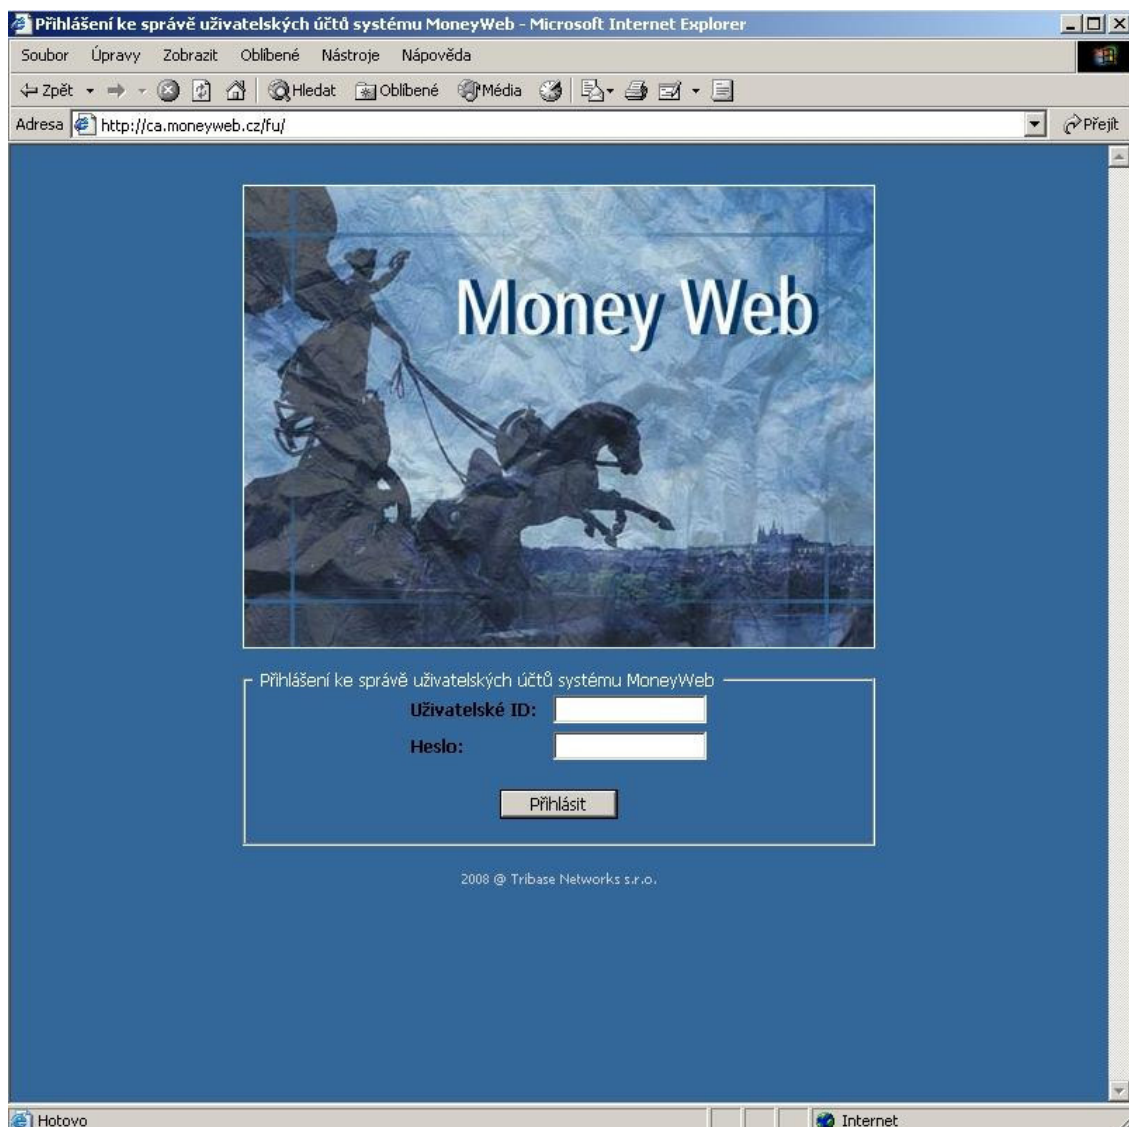 Přihlášení ke správě uživatelských účtů systému MoneyWeb - Microsoft Internet Explorer
Soubor Úpravy Zobrazit Oblíbené Nástroje Nápověda
Zpět Hledat Oblíbené Média
Adresa http://ca.moneyweb.cz/fu/ Přejít
Money Web
Přihlášení ke správě uživatelských účtů systému MoneyWeb
Uživatelské ID:
Heslo:
Přihlásit
2008 @ Tribase Networks s.r.o.
Hotovo Internet